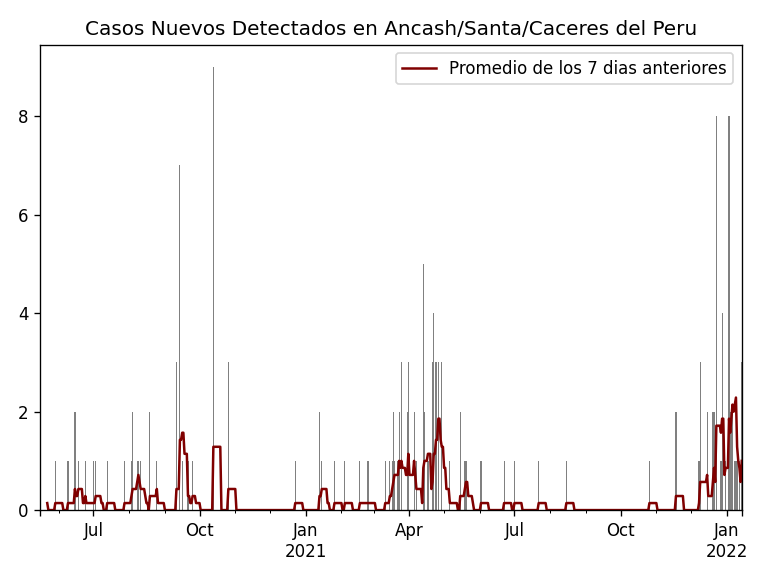 Casos Nuevos Detectados en Ancash/Santa/Caceres del Peru
Promedio de los 7 dias anteriores
8
6
4
2
0
Jul
Oct
Jan
2021
Apr
Jul
Oct
Jan
2022